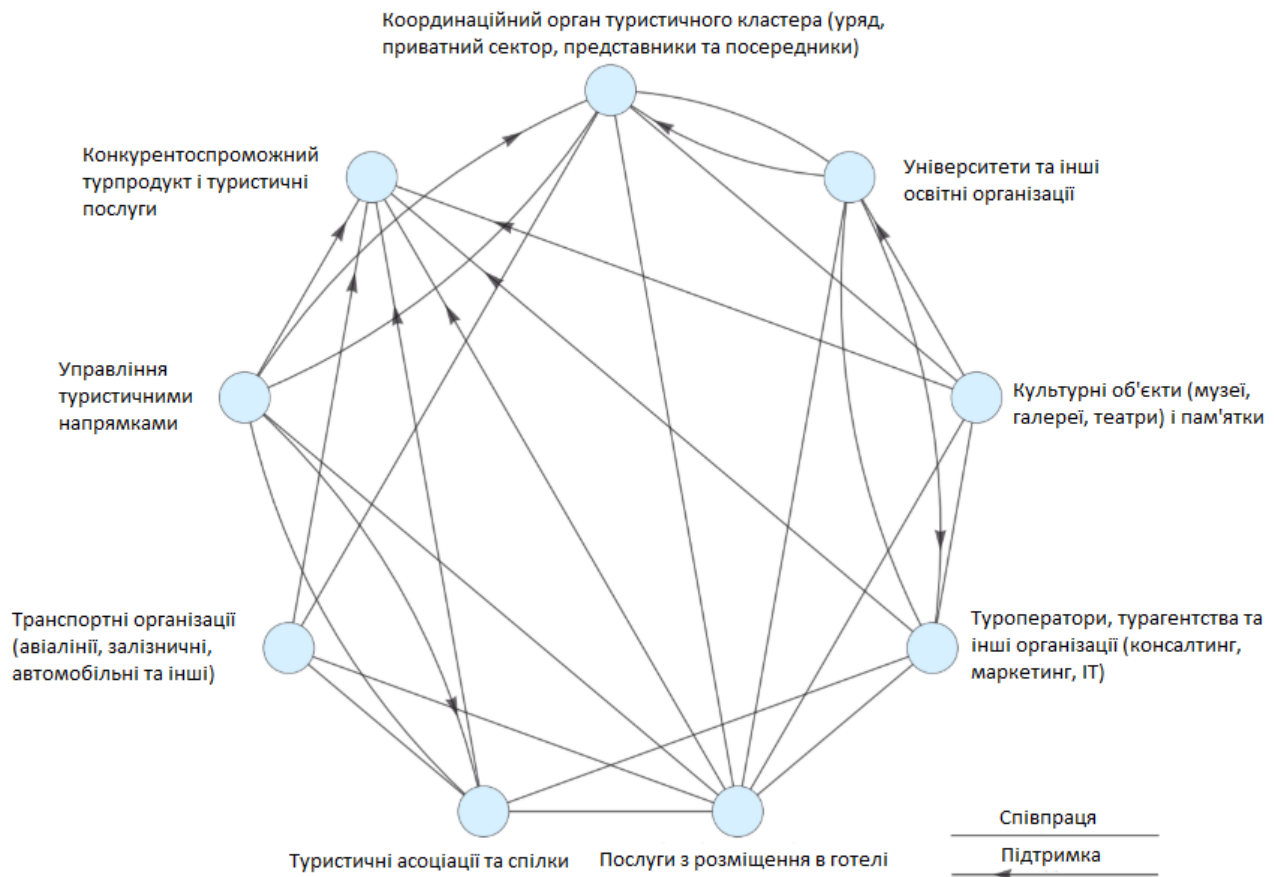 Координаційний орган туристичного кластера (уряд,
приватний сектор, представники та посередники)
Конкурентоспроможний
турпродукт і туристичні
послуги
Університети та інші
освітні організації
Управління
туристичними
напрямками
Культурні об'єкти (музеї,
галереї, театри) і пам'ятки
Транспортні організації
(авіалінії, залізничні,
автомобільні та інші)
Туроператори, турагентства та
інші організації (консалтинг,
маркетинг, IT)
Туристичні асоціації та спілки
Послуги з розміщення в готелі
Співпраця
Підтримка